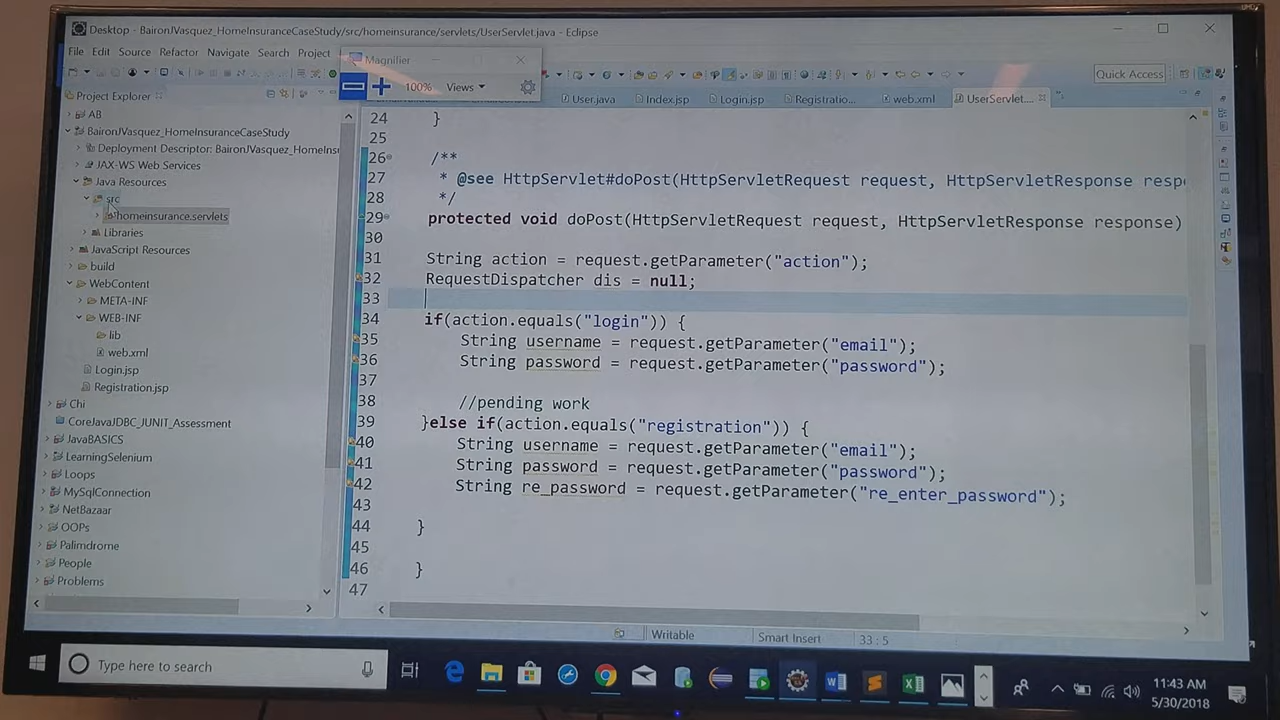 Desktop - BaironJVasquez_HomeInsuranceCaseStudy/src/homeinsurance/servlets/UserServlet.java - Eclipse
File Edit Source Refactor Navigate Search Project
Magnifier
100% Views
Quick Access
Project Explorer
User.java Index.jsp Login.jsp Registratio... web.xml UserServlet....
AB
BaironJVasquez_HomeInsuranceCaseStudy
Deployment Descriptor: BaironJVasquez_HomeInsu
JAX-WS Web Services
Java Resources
src
homeinsurance.servlets
Libraries
JavaScript Resources
build
WebContent
META-INF
WEB-INF
lib
web.xml
Login.jsp
Registration.jsp
Chi
CoreJavaJDBC_JUNIT_Assessment
JavaBASICS
LearningSelenium
Loops
MySqlConnection
NetBazaar
OOPs
Palimdrome
People
Problems
24 }
25
26 /**
27 * @see HttpServlet#doPost(HttpServletRequest request, HttpServletResponse respo
28 */
29 protected void doPost(HttpServletRequest request, HttpServletResponse response)
30
31 String action = request.getParameter("action");
32 RequestDispatcher dis = null;
33
34 if(action.equals("login")) {
35 String username = request.getParameter("email");
36 String password = request.getParameter("password");
37
38 //pending work
39 }else if(action.equals("registration")) {
40 String username = request.getParameter("email");
41 String password = request.getParameter("password");
42 String re_password = request.getParameter("re_enter_password");
43
44 }
45
46 }
47
Writable Smart Insert 33 : 5
Type here to search
11:43 AM
5/30/2018